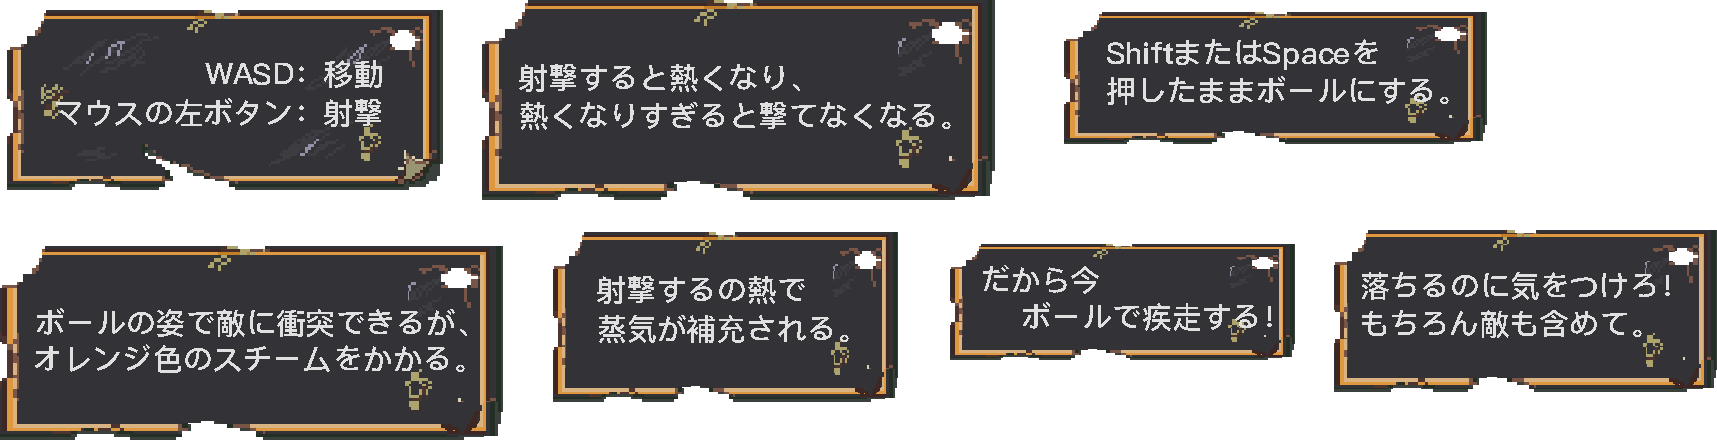 WASD：移動
マウスの左ボタン：射撃
射撃すると熱くなり、
熱くなりすぎると撃てなくなる。
ShiftまたはSpaceを
押したままボールにする。
ボールの姿で敵に衝突できるが、
オレンジ色のスチームをかかる。
射撃するの熱で
蒸気が補充される。
だから今
ボールで疾走する！
落ちるのに気をつけろ！
もちろん敵も含めて。